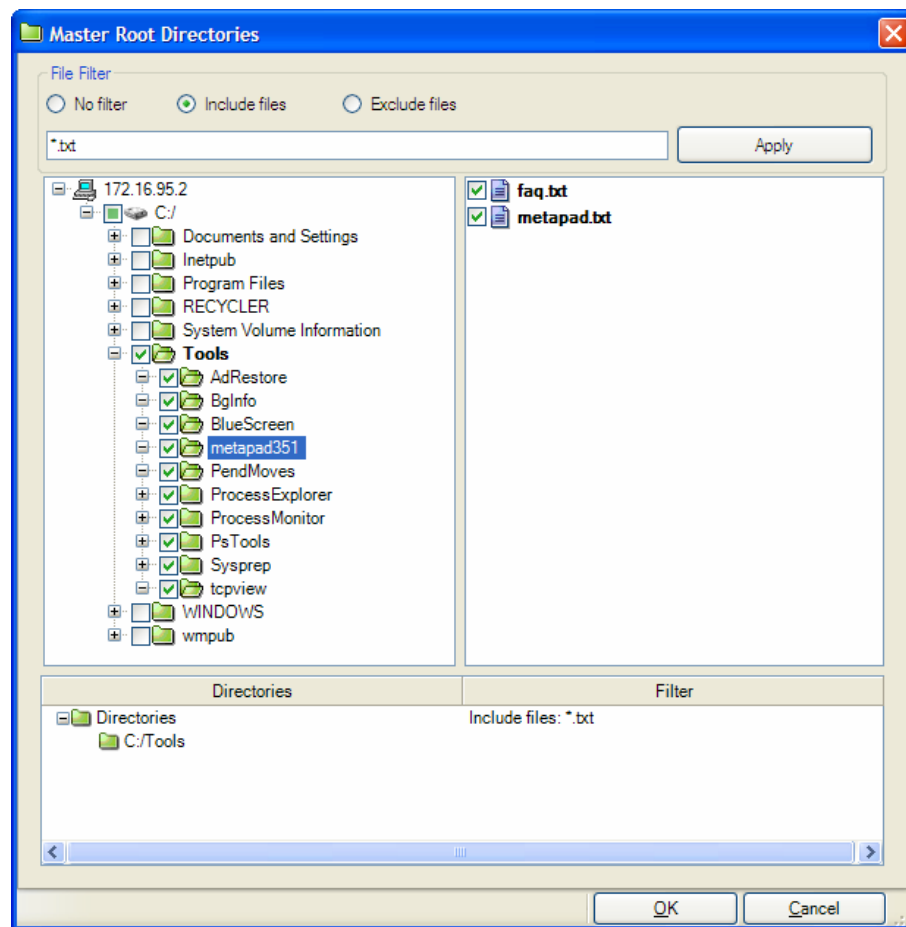 Master Root Directories
File Filter
No filter
Include files
Exclude files
*.txt
Apply
172.16.95.2
C:/
Documents and Settings
Inetpub
Program Files
RECYCLER
System Volume Information
Tools
AdRestore
BgInfo
BlueScreen
metapad351
PendMoves
ProcessExplorer
ProcessMonitor
PsTools
Sysprep
tcpview
WINDOWS
wmpub
faq.txt
metapad.txt
Directories
Filter
Directories
Include files: *.txt
C:/Tools
OK
Cancel